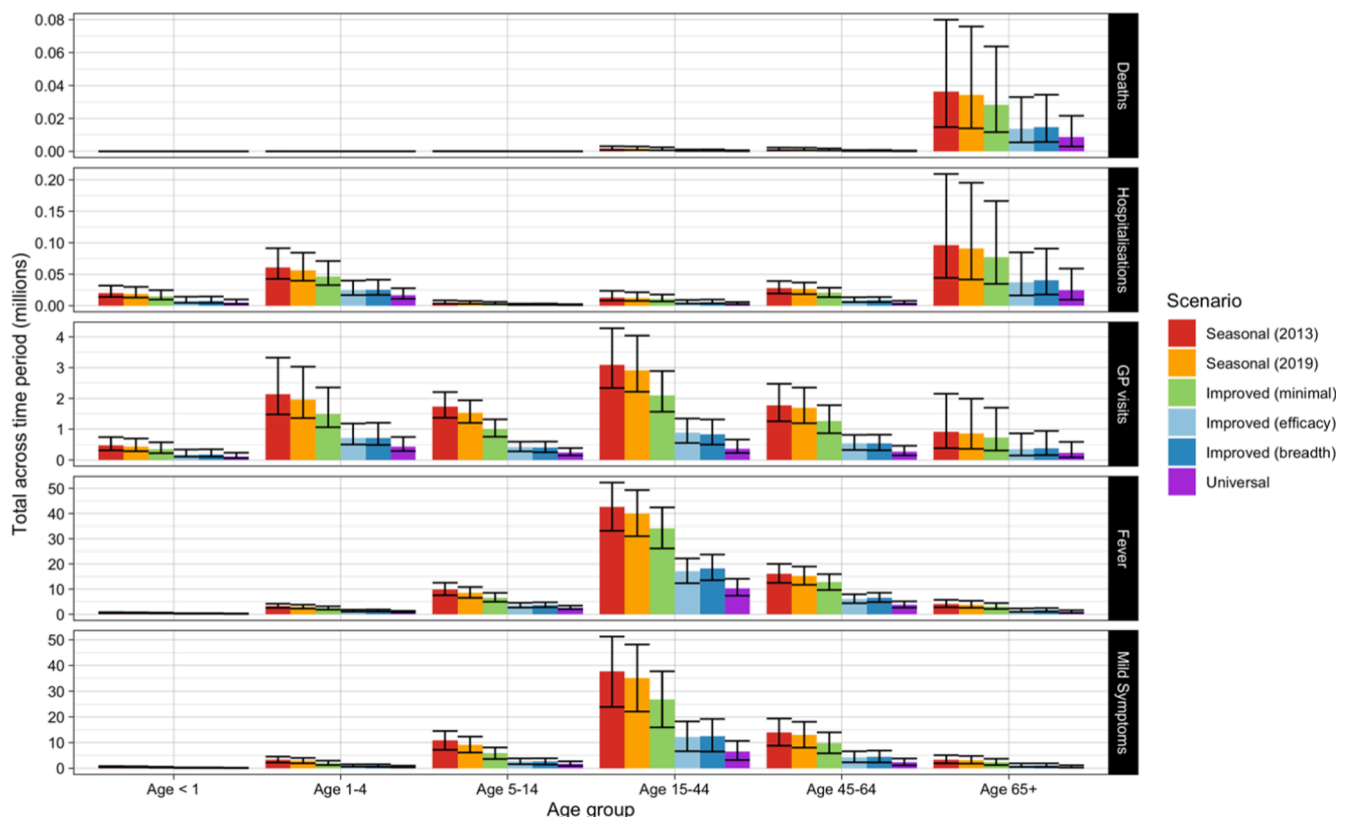 Total across time period (millions)
0.08
0.06
0.04
0.02
0.00
Deaths
0.20
0.15
0.10
0.05
0.00
Hospitalisations
4
3
2
1
0
GP visits
50
40
30
20
10
0
Fever
50
40
30
20
10
0
Mild Symptoms
Age < 1
Age 1-4
Age 5-14
Age 15-44
Age 45-64
Age 65+
Age group
Scenario
Seasonal (2013)
Seasonal (2019)
Improved (minimal)
Improved (efficacy)
Improved (breadth)
Universal